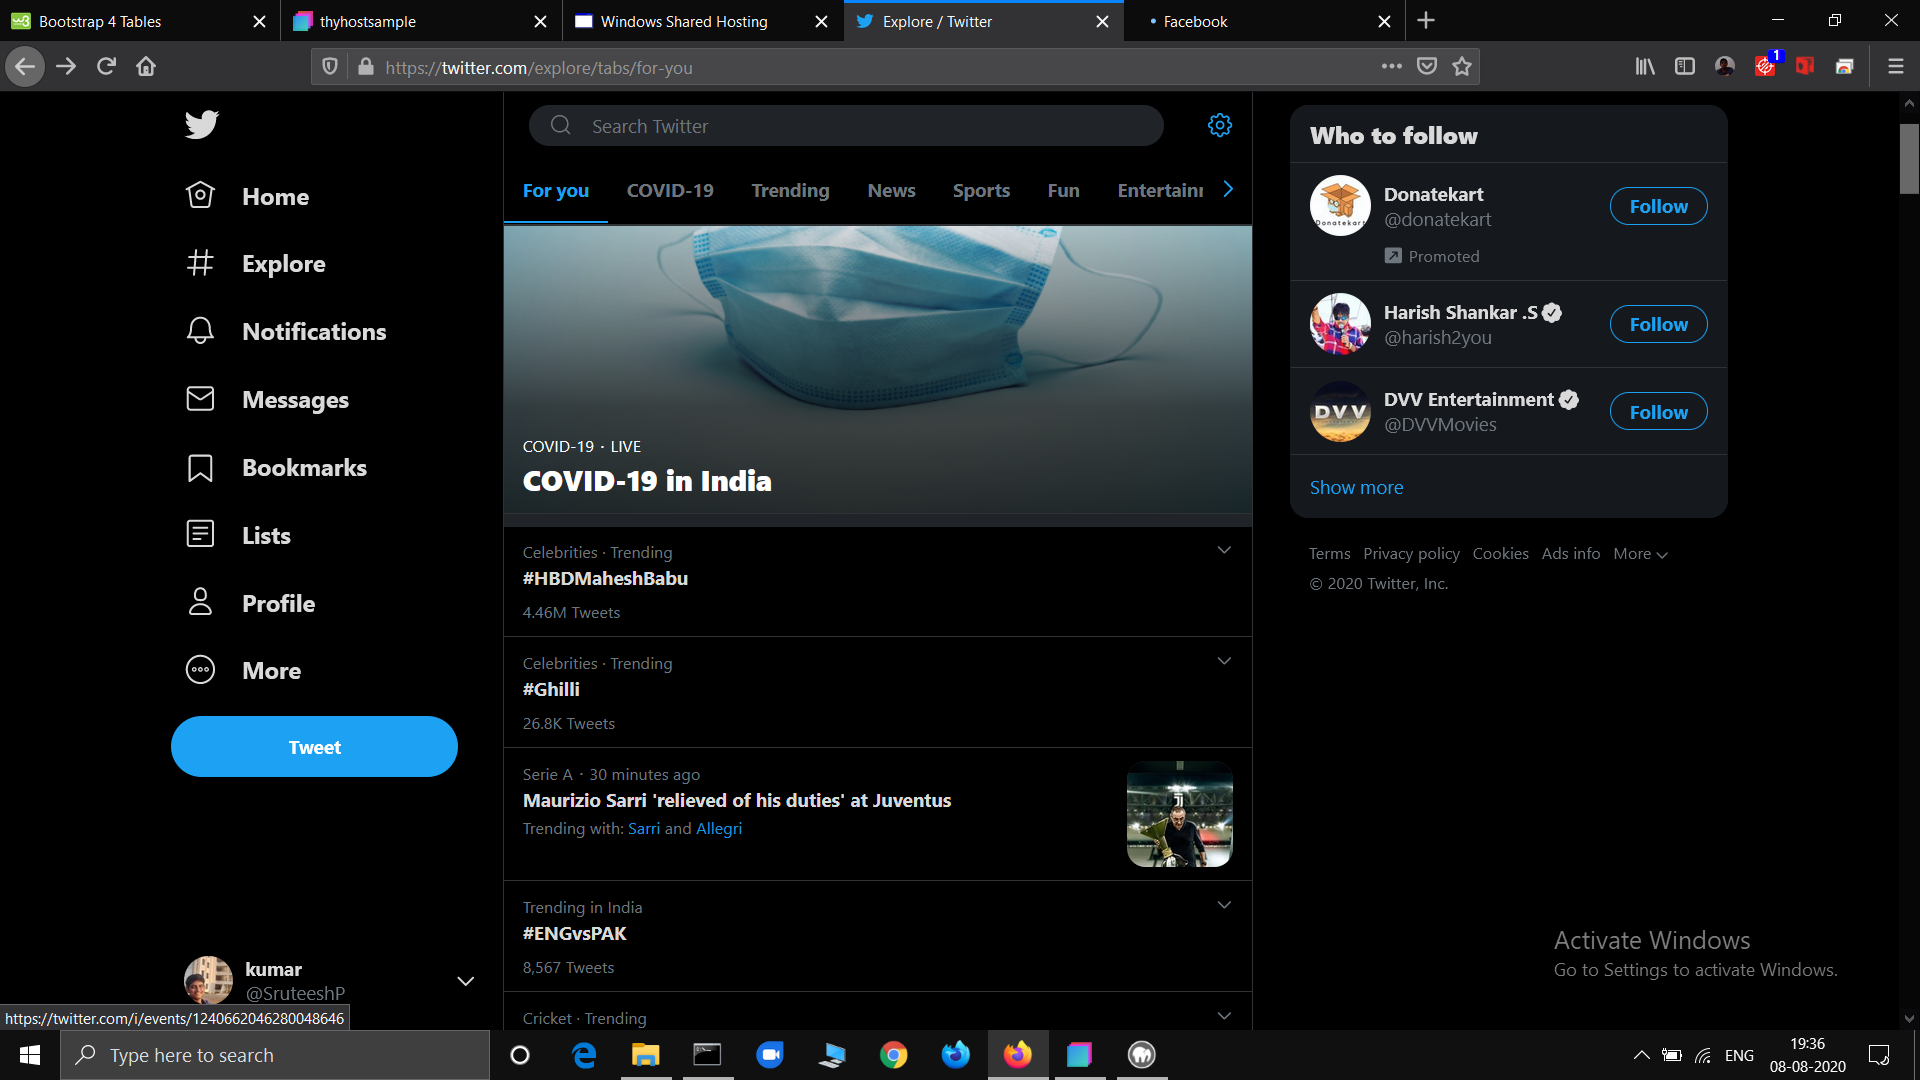 Bootstrap 4 Tables
thyhostsample
Windows Shared Hosting
Explore / Twitter
Facebook
https://twitter.com/explore/tabs/for-you
1
Home
Explore
Notifications
Messages
Bookmarks
Lists
Profile
More
Tweet
kumar
@SruteeshP
https://twitter.com/i/events/1240662046280048646
Search Twitter
For you
COVID-19
Trending
News
Sports
Fun
Entertainr
COVID-19 · LIVE
COVID-19 in India
Celebrities · Trending
#HBDMaheshBabu
4.46M Tweets
Celebrities · Trending
#Ghilli
26.8K Tweets
Serie A · 30 minutes ago
Maurizio Sarri 'relieved of his duties' at Juventus
Trending with: Sarri and Allegri
Trending in India
#ENGvsPAK
8,567 Tweets
Cricket · Trending
Who to follow
Donatekart
@donatekart
Follow
Promoted
Donatekart
Harish Shankar .S
@harish2you
Follow
DVV
DVV Entertainment
@DVVMovies
Follow
Show more
Terms Privacy policy Cookies Ads info More
© 2020 Twitter, Inc.
Activate Windows
Go to Settings to activate Windows.
Type here to search
ENG
19:36
08-08-2020